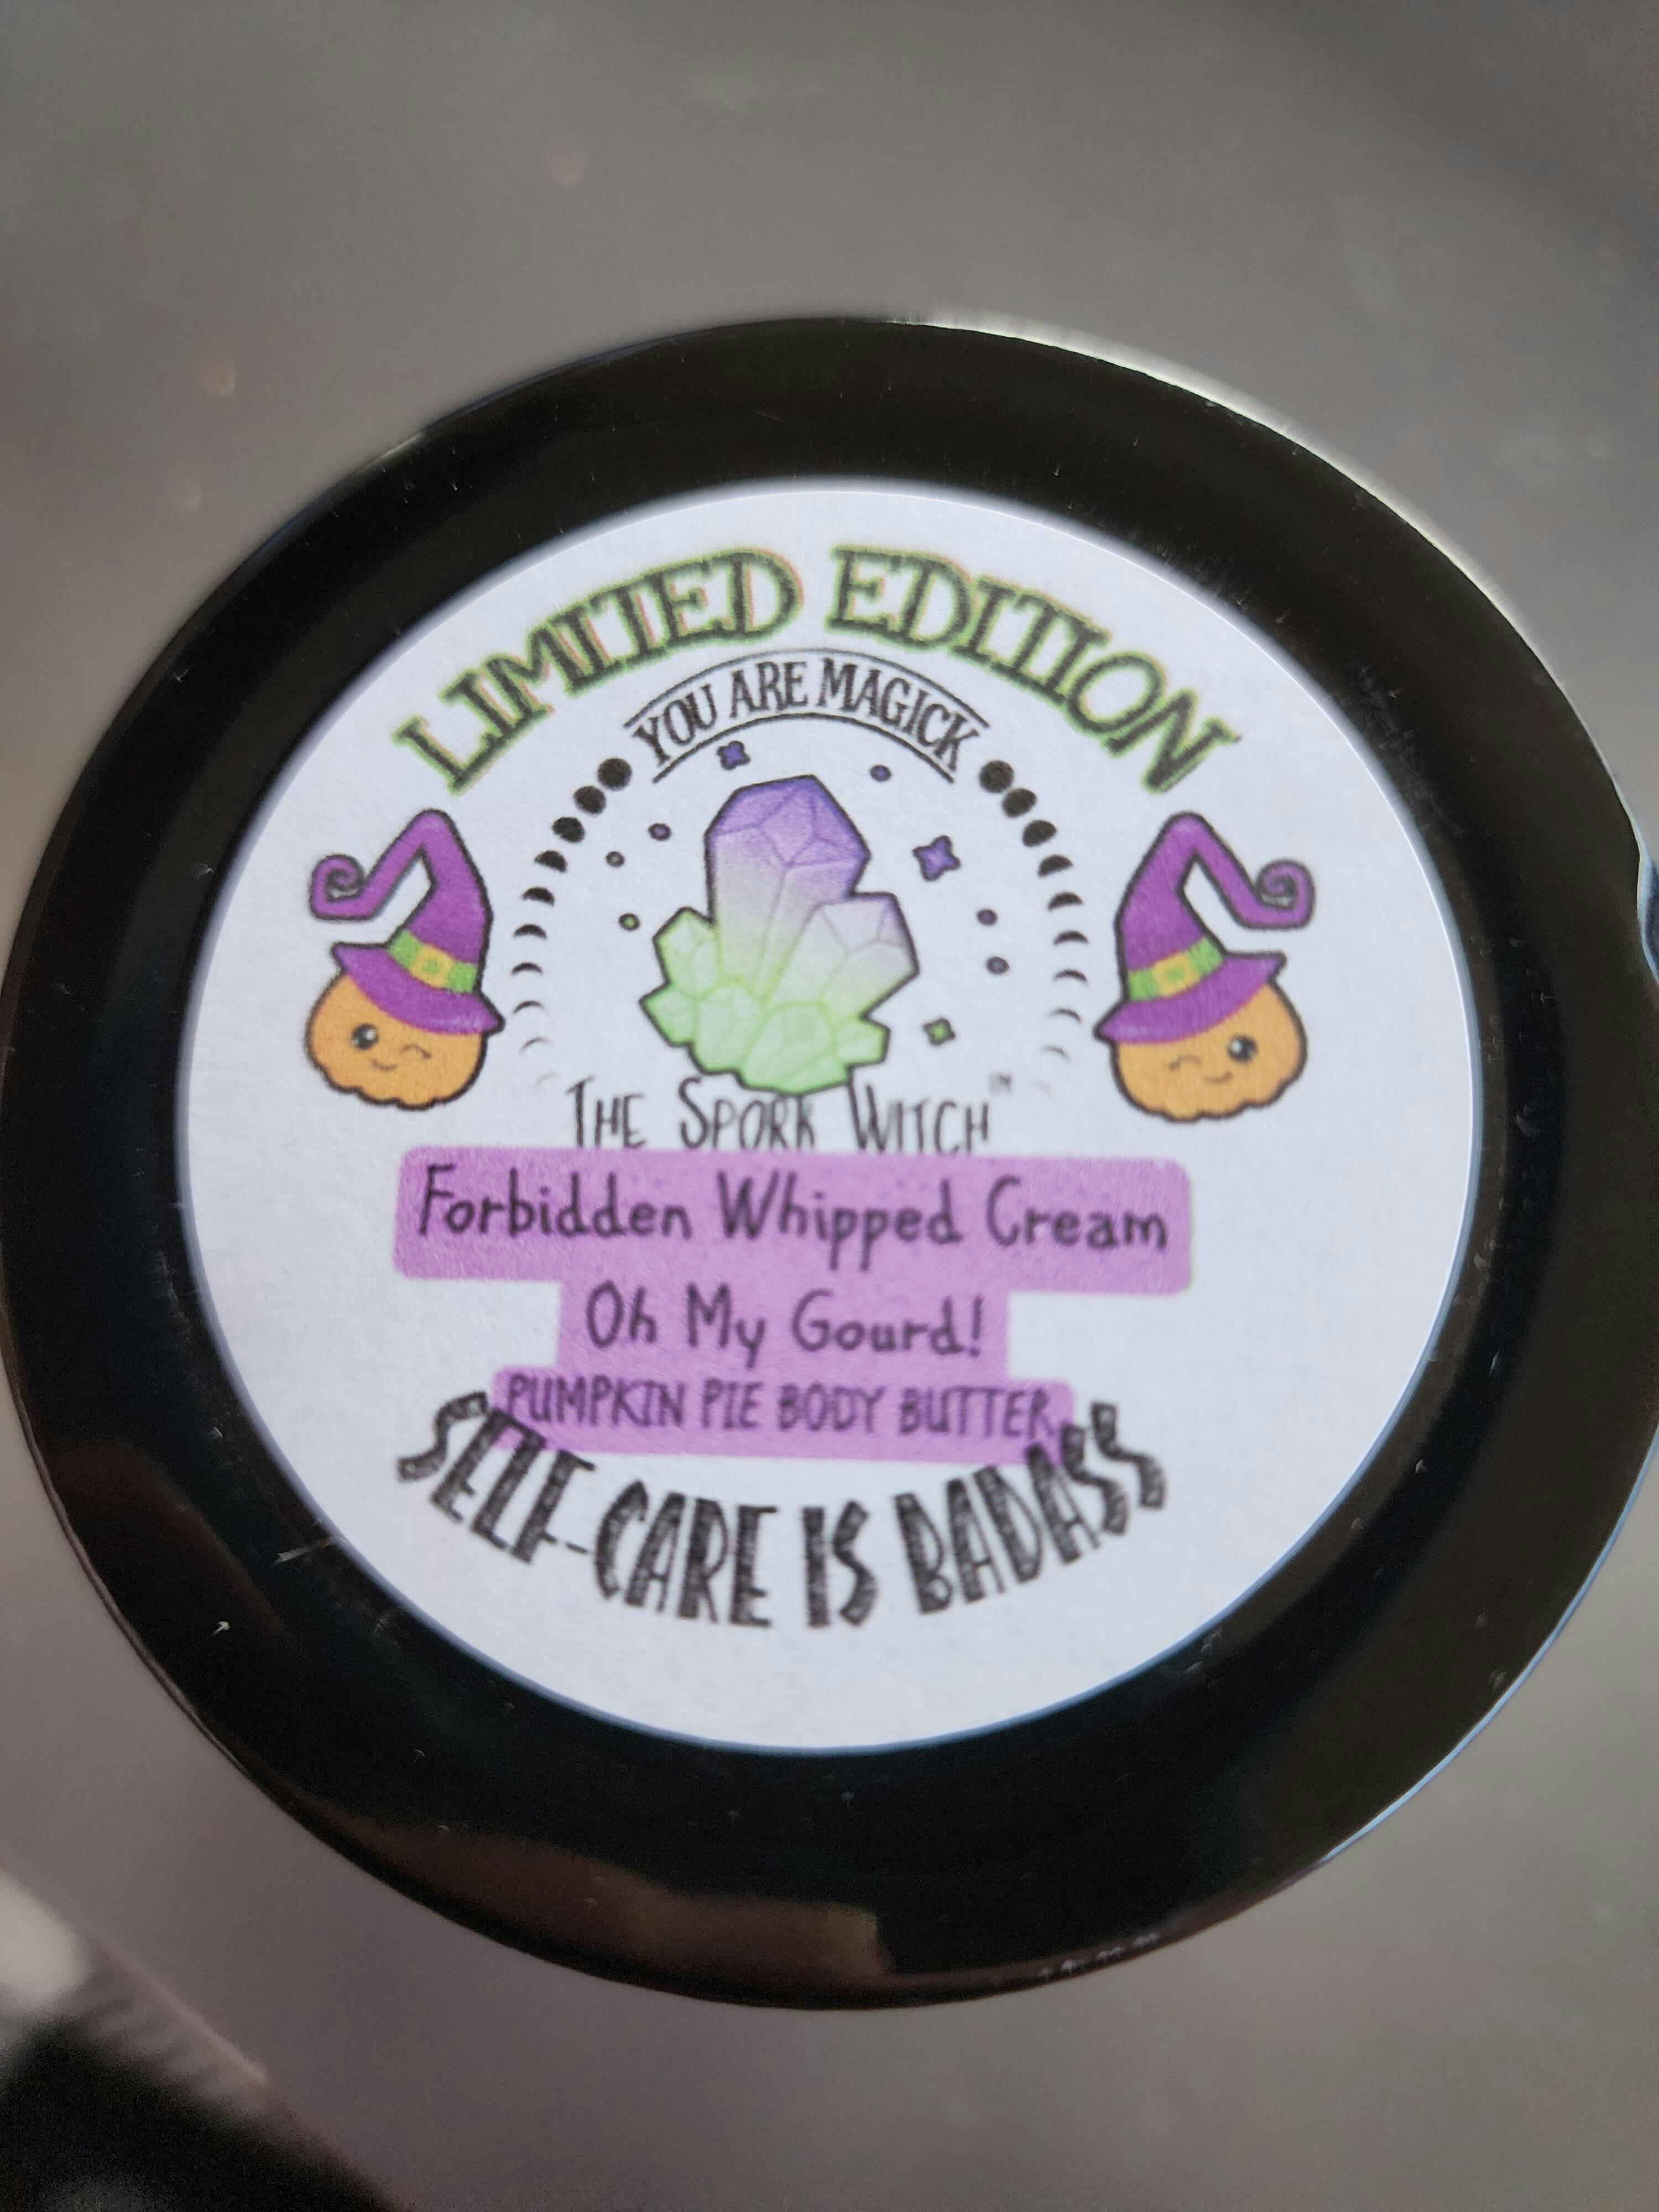 LIMITED EDITION
YOU ARE MAGICK
THE SPORK WITCH™
Forbidden Whipped Cream
Oh My Gourd!
PUMPKIN PIE BODY BUTTER
SELF-CARE IS BADASS